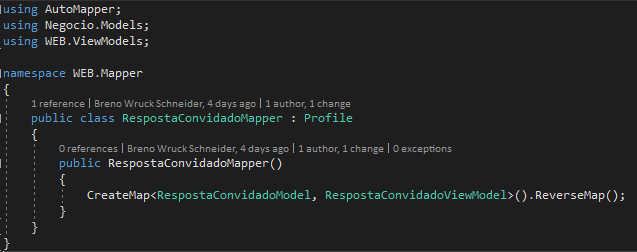 using AutoMapper;
using Negocio.Models;
using WEB.ViewModels;
namespace WEB.Mapper
{
1 reference | Breno Wruck Schneider, 4 days ago | 1 author, 1 change
public class RespostaConvidadoMapper : Profile
{
0 references | Breno Wruck Schneider, 4 days ago | 1 author, 1 change | 0 exceptions
public RespostaConvidadoMapper()
{
CreateMap<RespostaConvidadoModel, RespostaConvidadoViewModel>().ReverseMap();
}
}
}